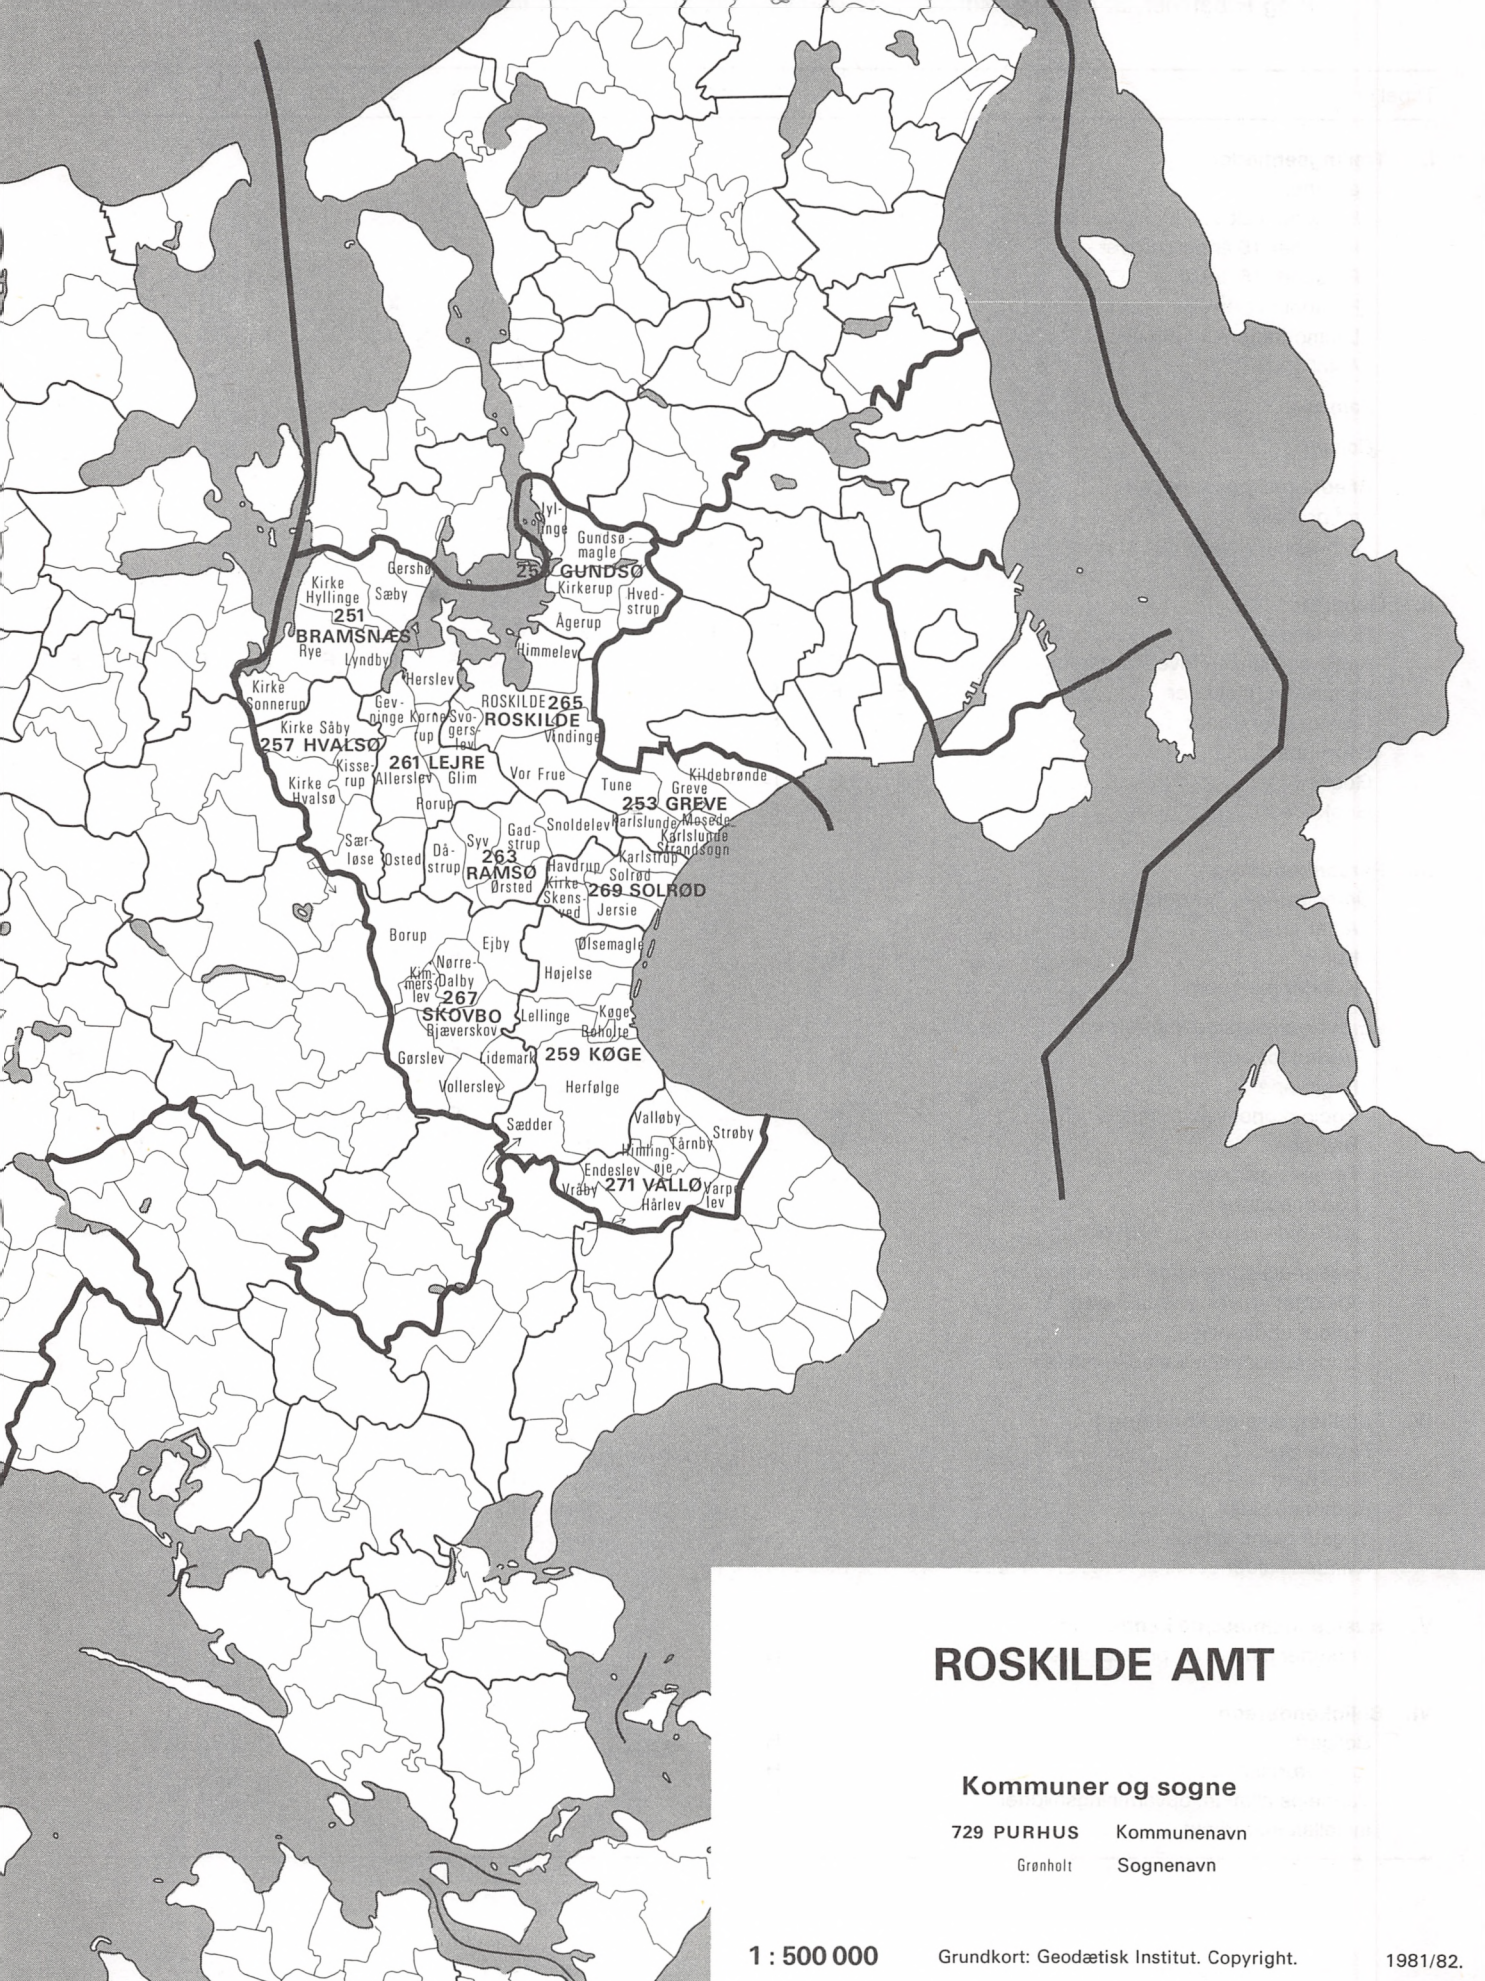 Jyl-
linge
Gundsø-
magle
GUNDSØ
Kirkerup
Hved-
strup
Ågerup
Himmelev
Gershøj
Kirke
Hyllinge
Sæby
251
BRAMSNÆS
Rye
Lyndby
Kirke
Sonnerup
Herslev
Gev-
ninge
Korne-
rup
Svo-
gers-
lev
ROSKILDE 265
ROSKILDE
Vindinge
Kirke Såby
257 HVALSØ
Kisse-
rup
Kirke
Hvalsø
Sær-
løse
261 LEJRE
Allerslev
Glim
Rorup
Osted
Då-
strup
Vor Frue
Tune
Kildebrønde
Greve
253 GREVE
Karlslunde
Mosede
Karlslunde
Strandsogn
Snoldelev
Gad-
strup
Syv
263
RAMSØ
Ørsted
Havdrup
Karlstrup
Solrød
269 SOLRØD
Kirke
Skens-
ved
Jersie
Borup
Ejby
Nørre-
Dalby
Kim-
mers-
lev
267
SKOVBO
Bjæverskov
Gørslev
Lidemark
Vollerslev
Ølsemagle
Højelse
Lellinge
Køge
Boholte
259 KØGE
Herfølge
Sædder
Valløby
Strøby
Tårnby
Himling-
øje
Endeslev
271 VALLØ
Vråby
Hårlev
Varpe-
lev
ROSKILDE AMT
Kommuner og sogne
729 PURHUS Kommunenavn
Grønholt Sognenavn
1 : 500 000
Grundkort: Geodætisk Institut. Copyright.
1981/82.